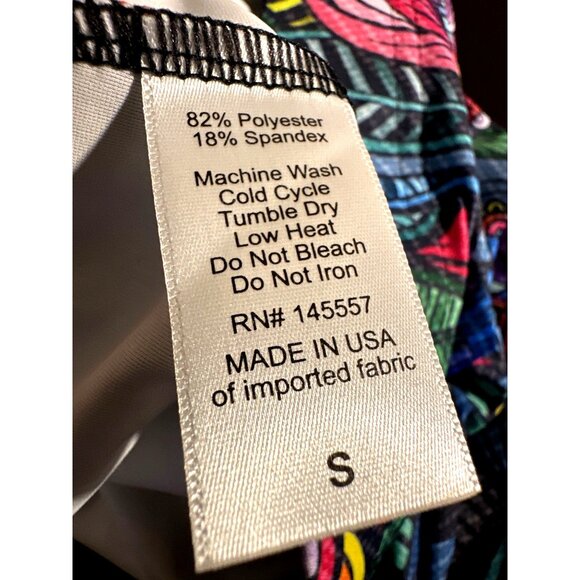 82% Polyester
18% Spandex
Machine Wash
Cold Cycle
Tumble Dry
Low Heat
Do Not Bleach
Do Not Iron
RN# 145557
MADE IN USA
of imported fabric
S